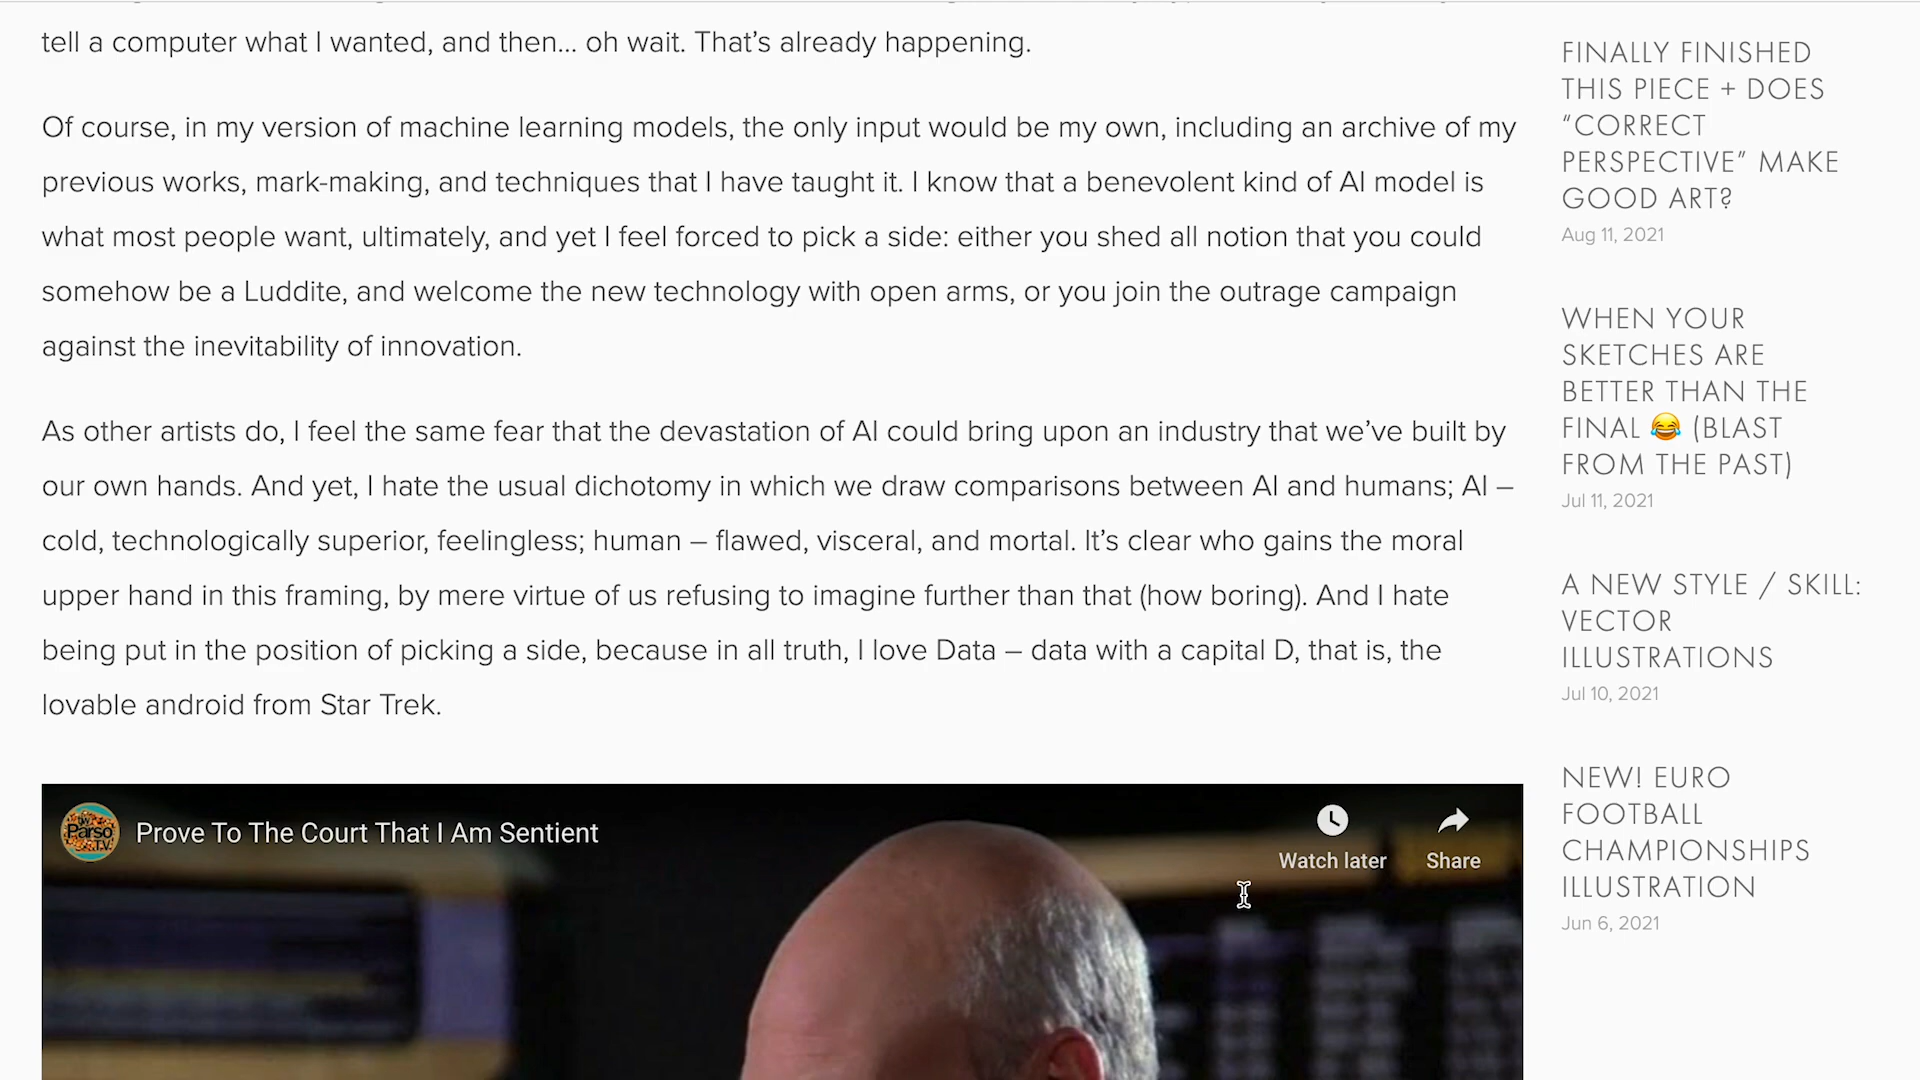 tell a computer what I wanted, and then... oh wait. That's already happening.
Of course, in my version of machine learning models, the only input would be my own, including an archive of my
previous works, mark-making, and techniques that I have taught it. I know that a benevolent kind of AI model is
what most people want, ultimately, and yet I feel forced to pick a side: either you shed all notion that you could
somehow be a Luddite, and welcome the new technology with open arms, or you join the outrage campaign
against the inevitability of innovation.
As other artists do, I feel the same fear that the devastation of AI could bring upon an industry that we've built by
our own hands. And yet, I hate the usual dichotomy in which we draw comparisons between AI and humans; AI –
cold, technologically superior, feelingless; human – flawed, visceral, and mortal. It's clear who gains the moral
upper hand in this framing, by mere virtue of us refusing to imagine further than that (how boring). And I hate
being put in the position of picking a side, because in all truth, I love Data – data with a capital D, that is, the
lovable android from Star Trek.
Parso
T.V.
Prove To The Court That I Am Sentient
Watch later
Share
FINALLY FINISHED
THIS PIECE + DOES
“CORRECT
PERSPECTIVE” MAKE
GOOD ART?
Aug 11, 2021
WHEN YOUR
SKETCHES ARE
BETTER THAN THE
FINAL 😂 (BLAST
FROM THE PAST)
Jul 11, 2021
A NEW STYLE / SKILL:
VECTOR
ILLUSTRATIONS
Jul 10, 2021
NEW! EURO
FOOTBALL
CHAMPIONSHIPS
ILLUSTRATION
Jun 6, 2021